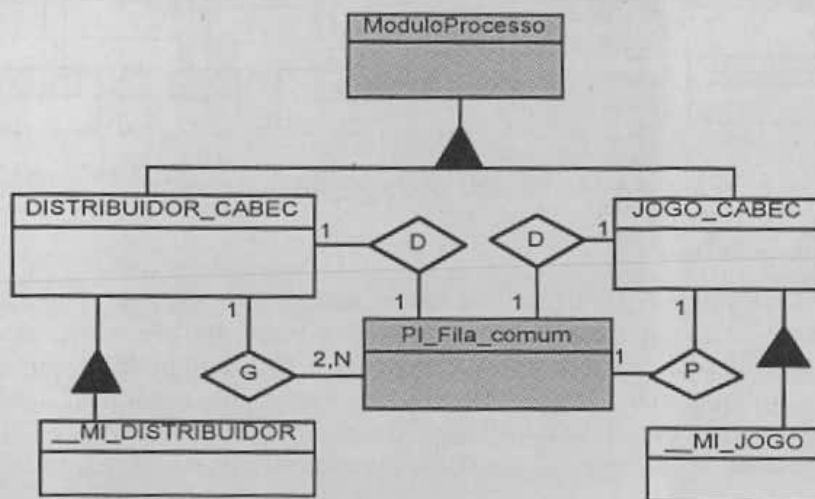 ModuloProcesso
DISTRIBUIDOR_CABEC
JOGO_CABEC
1
D
D
1
1
1
1
1
PI_Fila_comum
G
2,N
1
P
__MI_DISTRIBUIDOR
__MI_JOGO